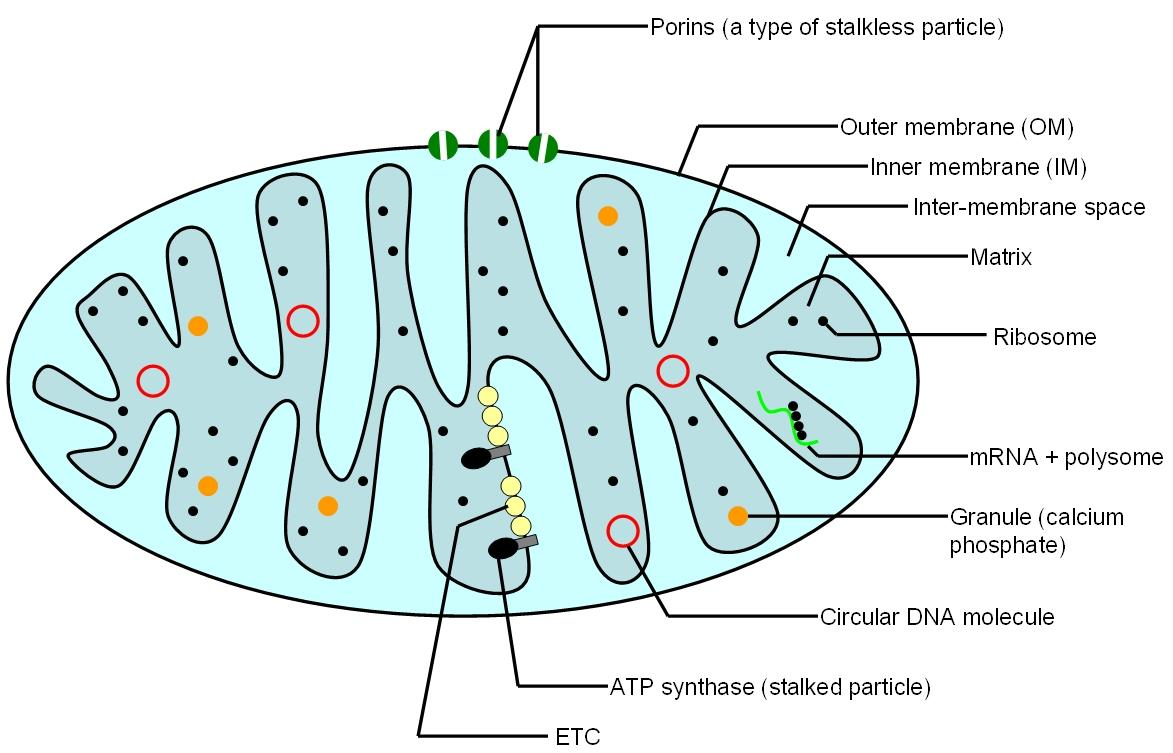 Porins (a type of stalkless particle)
Outer membrane (OM)
Inner membrane (IM)
Inter-membrane space
Matrix
Ribosome
mRNA + polysome
Granule (calcium
phosphate)
Circular DNA molecule
ATP synthase (stalked particle)
ETC